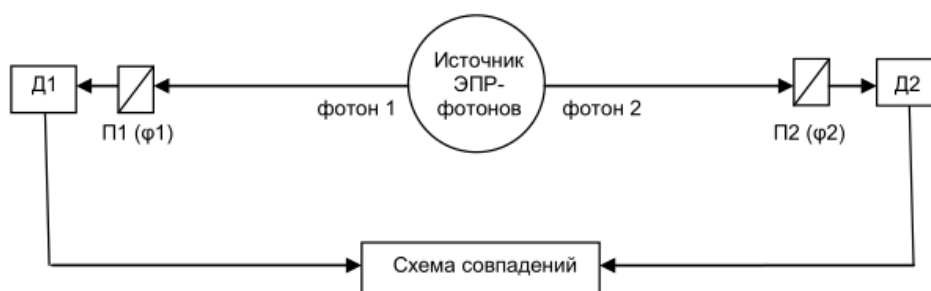 Источник
ЭПР-
фотонов
Д1
Д2
фотон 1
фотон 2
П1 (φ1)
П2 (φ2)
Схема совпадений